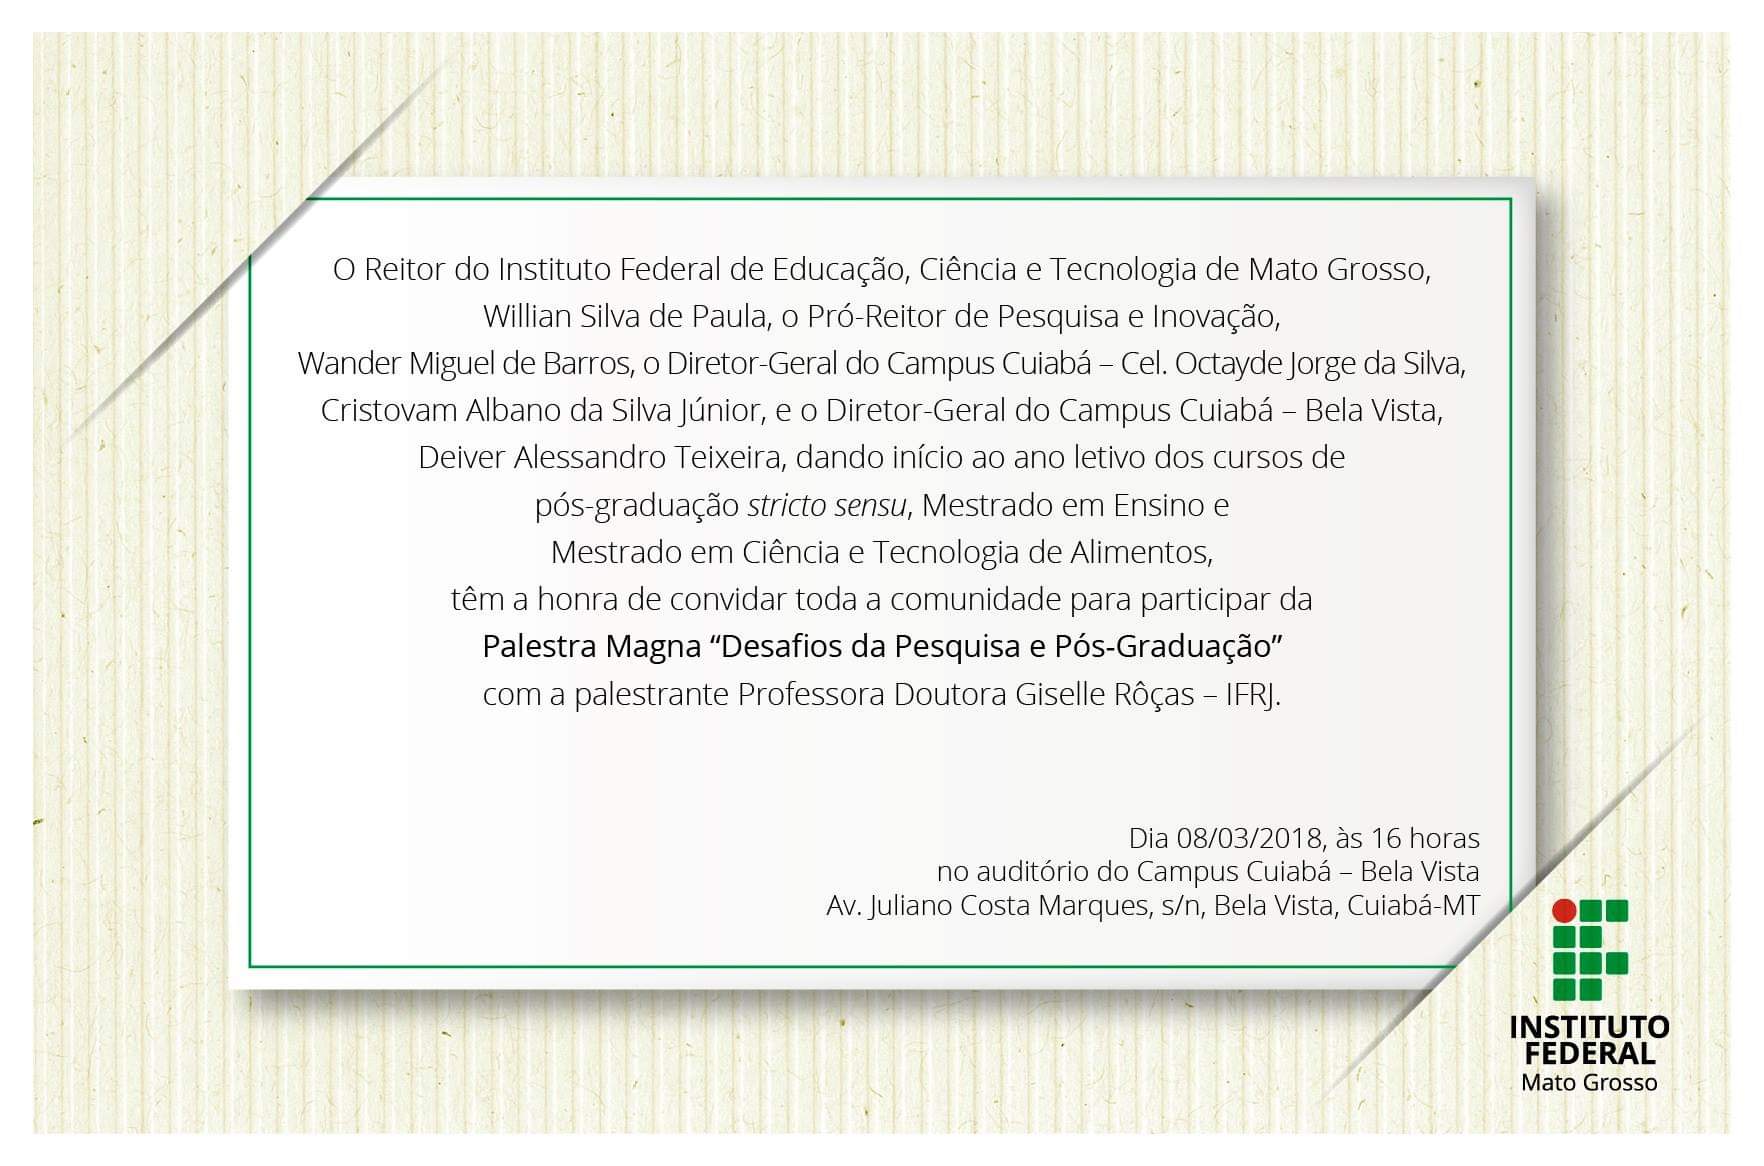 O Reitor do Instituto Federal de Educação, Ciência e Tecnologia de Mato Grosso,
Willian Silva de Paula, o Pró-Reitor de Pesquisa e Inovação,
Wander Miguel de Barros, o Diretor-Geral do Campus Cuiabá – Cel. Octayde Jorge da Silva,
Cristovam Albano da Silva Júnior, e o Diretor-Geral do Campus Cuiabá – Bela Vista,
Deiver Alessandro Teixeira, dando início ao ano letivo dos cursos de
pós-graduação stricto sensu, Mestrado em Ensino e
Mestrado em Ciência e Tecnologia de Alimentos,
têm a honra de convidar toda a comunidade para participar da
Palestra Magna “Desafios da Pesquisa e Pós-Graduação”
com a palestrante Professora Doutora Giselle Rôças – IFRJ.
Dia 08/03/2018, às 16 horas
no auditório do Campus Cuiabá – Bela Vista
Av. Juliano Costa Marques, s/n, Bela Vista, Cuiabá-MT
INSTITUTO
FEDERAL
Mato Grosso